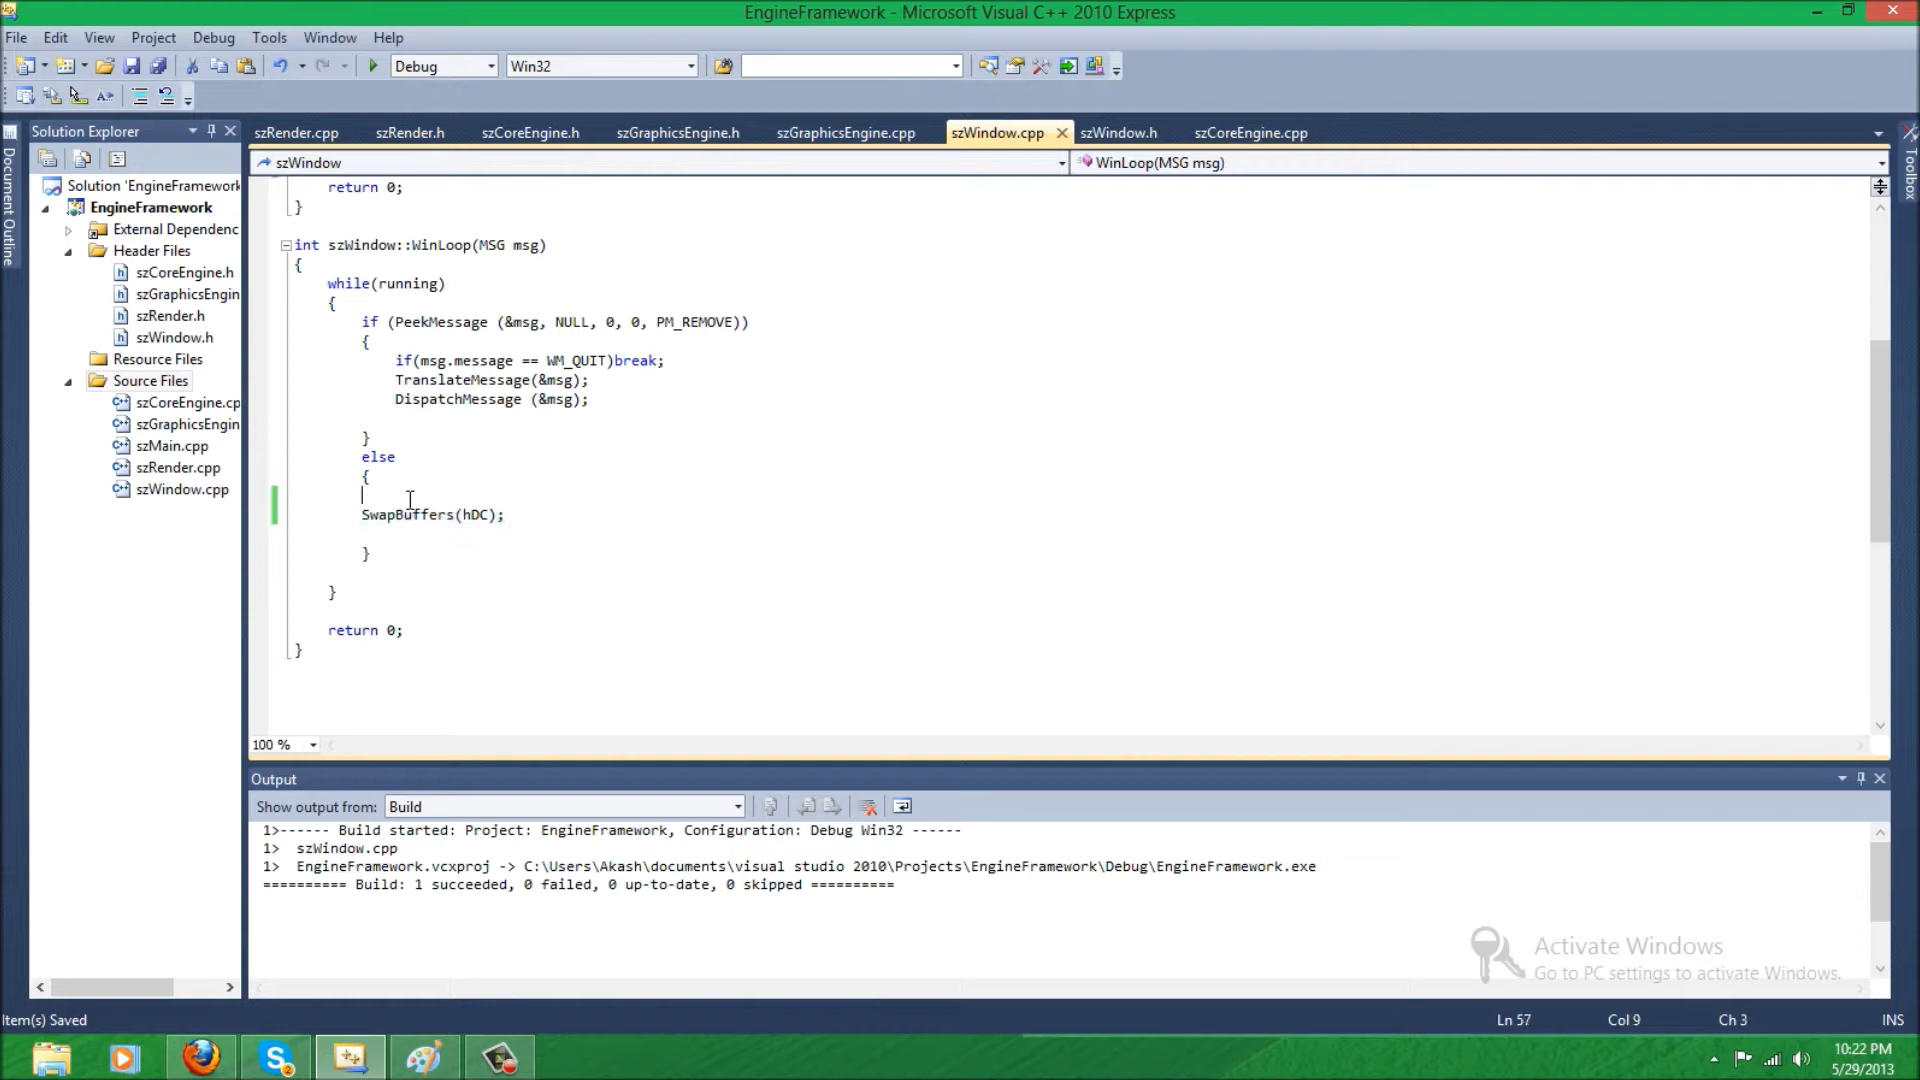 EngineFramework - Microsoft Visual C++ 2010 Express
File Edit View Project Debug Tools Window Help
Debug Win32
Solution Explorer
szRender.cpp szRender.h szCoreEngine.h szGraphicsEngine.h szGraphicsEngine.cpp szWindow.cpp szWindow.h szCoreEngine.cpp
Document Outline
Toolbox
szWindow WinLoop(MSG msg)
Solution 'EngineFramework
EngineFramework
External Dependenc
Header Files
szCoreEngine.h
szGraphicsEngin
szRender.h
szWindow.h
Resource Files
Source Files
szCoreEngine.cp
szGraphicsEngin
szMain.cpp
szRender.cpp
szWindow.cpp
return 0;
}
int szWindow::WinLoop(MSG msg)
{
while(running)
{
if (PeekMessage (&msg, NULL, 0, 0, PM_REMOVE))
{
if(msg.message == WM_QUIT)break;
TranslateMessage(&msg);
DispatchMessage (&msg);
}
else
{
SwapBuffers(hDC);
}
}
return 0;
}
100 %
Output
Show output from: Build
1>------ Build started: Project: EngineFramework, Configuration: Debug Win32 ------
1> szWindow.cpp
1> EngineFramework.vcxproj -> C:\Users\Akash\documents\visual studio 2010\Projects\EngineFramework\Debug\EngineFramework.exe
========== Build: 1 succeeded, 0 failed, 0 up-to-date, 0 skipped ==========
Activate Windows
Go to PC settings to activate Windows.
Item(s) Saved Ln 57 Col 9 Ch 3 INS
10:22 PM
5/29/2013